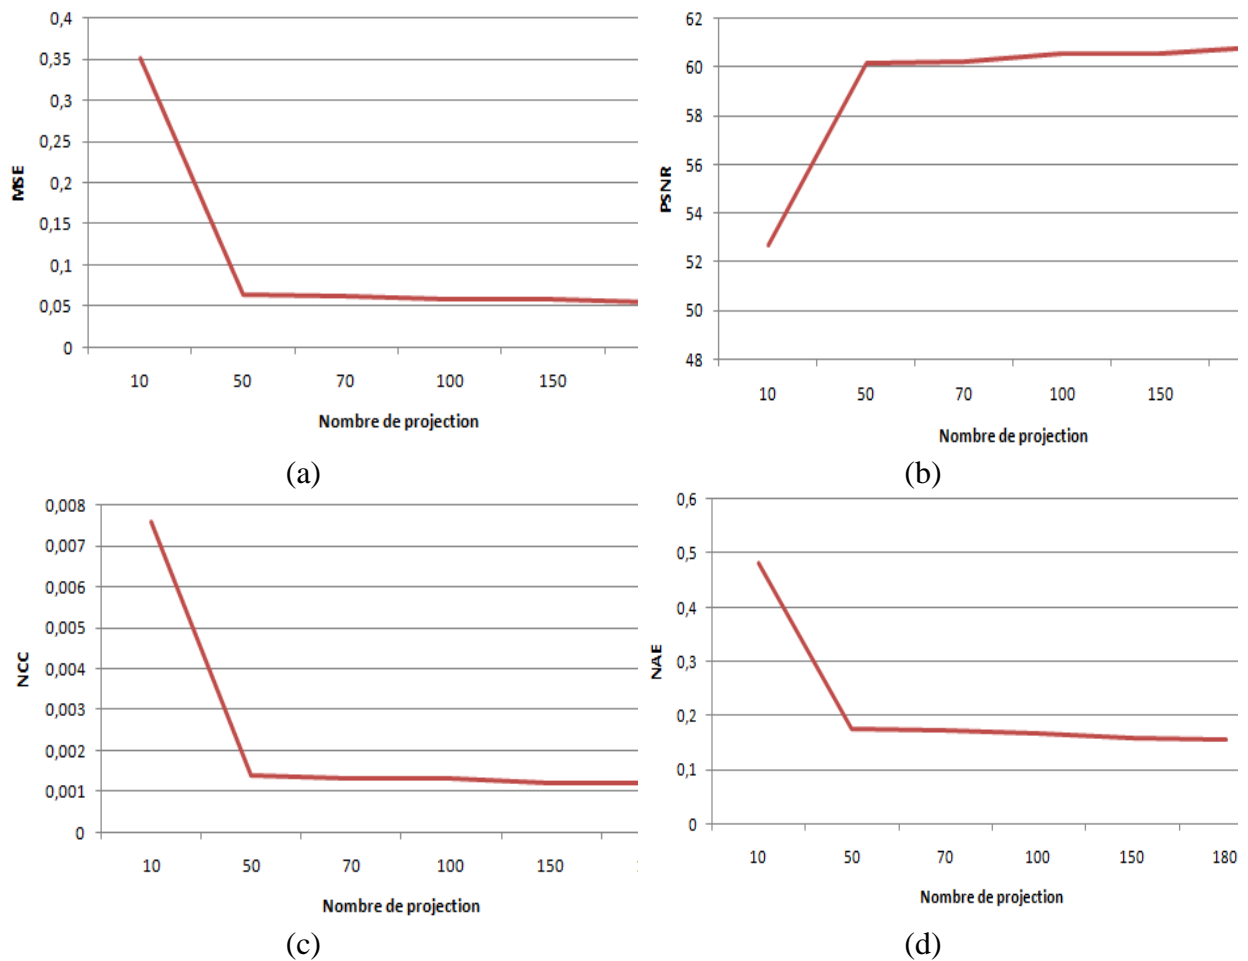 0,4
0,35
0,3
0,25
0,2
0,15
0,1
0,05
0
MSE
10 50 70 100 150
Nombre de projection
(a)
62
60
58
56
54
52
50
48
PSNR
10 50 70 100 150
Nombre de projection
(b)
0,008
0,007
0,006
0,005
0,004
0,003
0,002
0,001
0
NCC
10 50 70 100 150
Nombre de projection
(c)
0,6
0,5
0,4
0,3
0,2
0,1
0
NAE
10 50 70 100 150 180
Nombre de projection
(d)